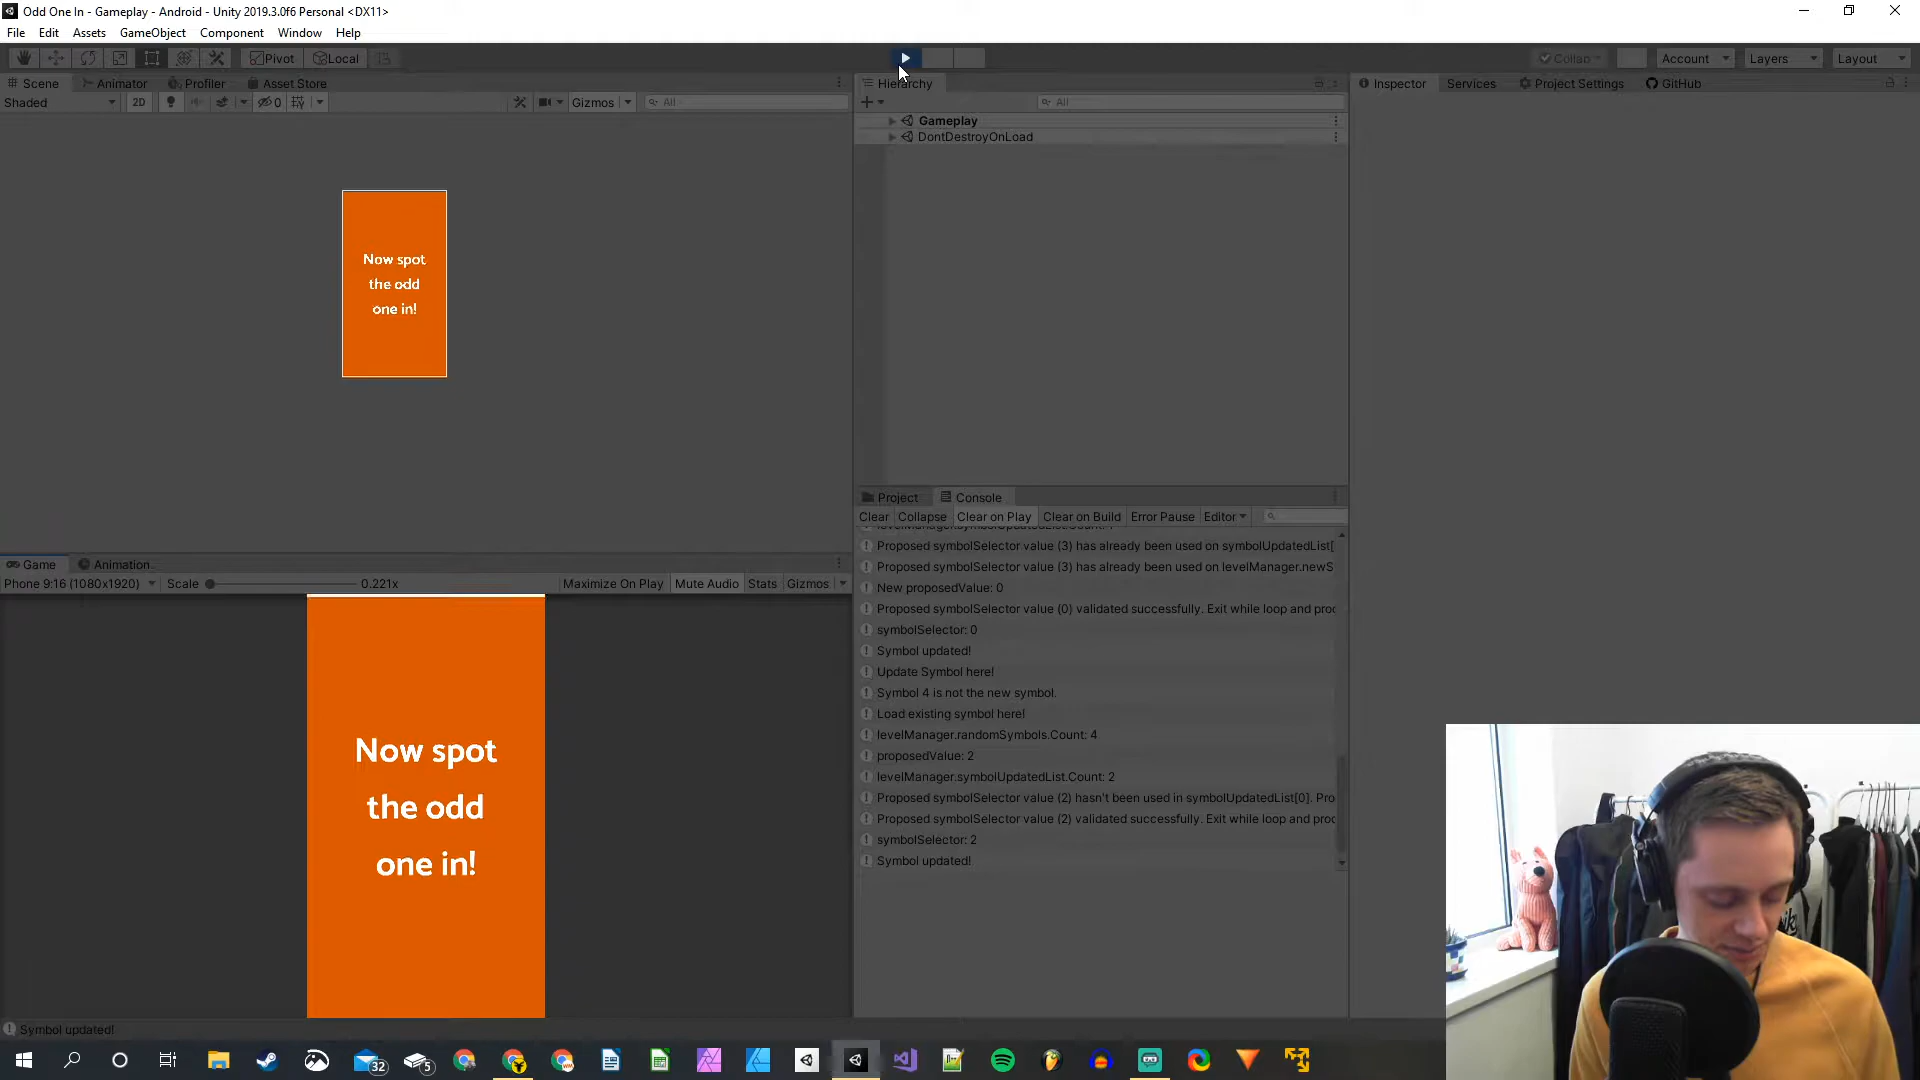 Odd One In - Gameplay - Android - Unity 2019.3.0f6 Personal <DX11>
File Edit Assets GameObject Component Window Help
Pivot Local Collab Account Layers Layout
Scene Animator Profiler Asset Store
Shaded 2D 0 Gizmos All
Now spot
the odd
one in!
Game Animation
Phone 9:16 (1080x1920) Scale 0.221x Maximize On Play Mute Audio Stats Gizmos
Now spot
the odd
one in!
Symbol updated!
Hierarchy
All
Gameplay
DontDestroyOnLoad
Project Console
Clear Collapse Clear on Play Clear on Build Error Pause Editor
Proposed symbolSelector value (3) has already been used on symbolUpdatedList[
Proposed symbolSelector value (3) has already been used on levelManager.newS
New proposedValue: 0
Proposed symbolSelector value (0) validated successfully. Exit while loop and proc
symbolSelector: 0
Symbol updated!
Update Symbol here!
Symbol 4 is not the new symbol.
Load existing symbol here!
levelManager.randomSymbols.Count: 4
proposedValue: 2
levelManager.symbolUpdatedList.Count: 2
Proposed symbolSelector value (2) hasn't been used in symbolUpdatedList[0]. Pro
Proposed symbolSelector value (2) validated successfully. Exit while loop and proc
symbolSelector: 2
Symbol updated!
Inspector Services Project Settings GitHub
32
5